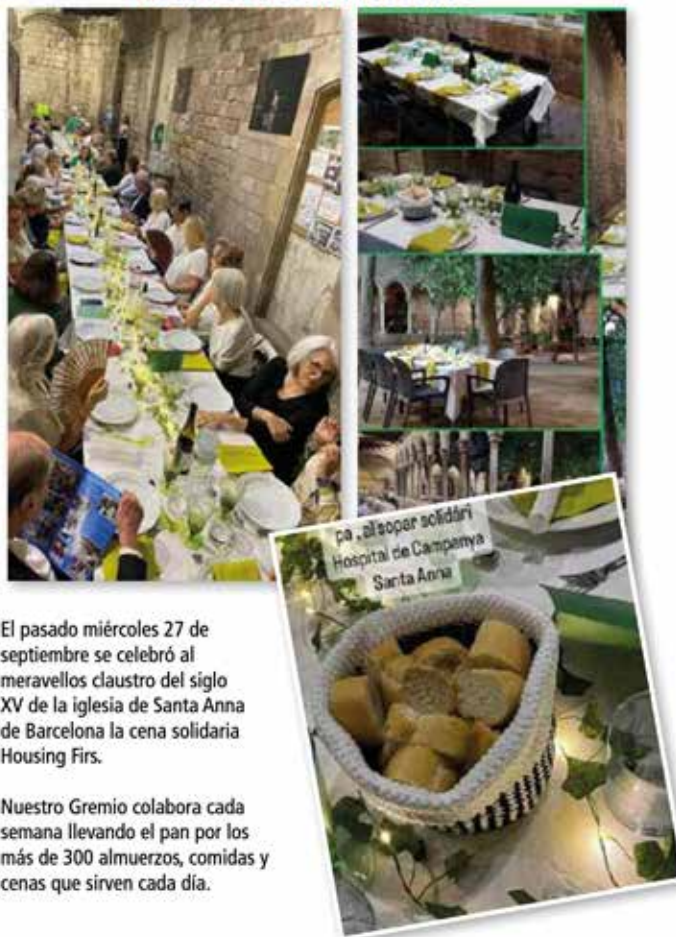 pa , al sopar solidári
Hospital de Campanya
Santa Anna
El pasado miércoles 27 de
septiembre se celebró al
meravellos claustro del siglo
XV de la iglesia de Santa Anna
de Barcelona la cena solidaria
Housing Firs.
Nuestro Gremio colabora cada
semana llevando el pan por los
más de 300 almuerzos, comidas y
cenas que sirven cada día.